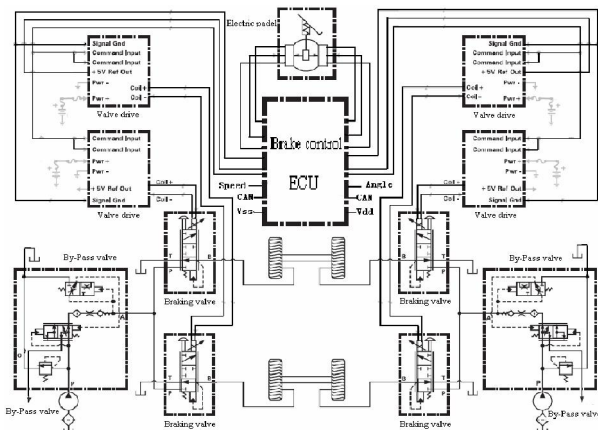 Electric padel
Signal Gnd
Command Input
Command Input
+5V Ref Out
Pwr -
Pwr +
Coil+
Coil-
Valve drive
Command Input
Command Input
Pwr +
Pwr -
+5V Ref Out
Signal Gnd
Coil+
Coil-
Valve drive
Brake control
ECU
Speed
CAN
Vss
Angle
CAN
Vdd
Signal Gnd
Command Input
Command Input
+5V Ref Out
Pwr -
Pwr +
Coil+
Coil-
Valve drive
Command Input
Command Input
Pwr +
Pwr -
+5V Ref Out
Signal Gnd
Coil+
Coil-
Valve drive
By-Pass valve
T
P
B
Braking valve
T
P
B
Braking valve
By-Pass valve
A
O
P
By-Pass valve
T
P
B
Braking valve
B
T
P
Braking valve
P
By-Pass valve